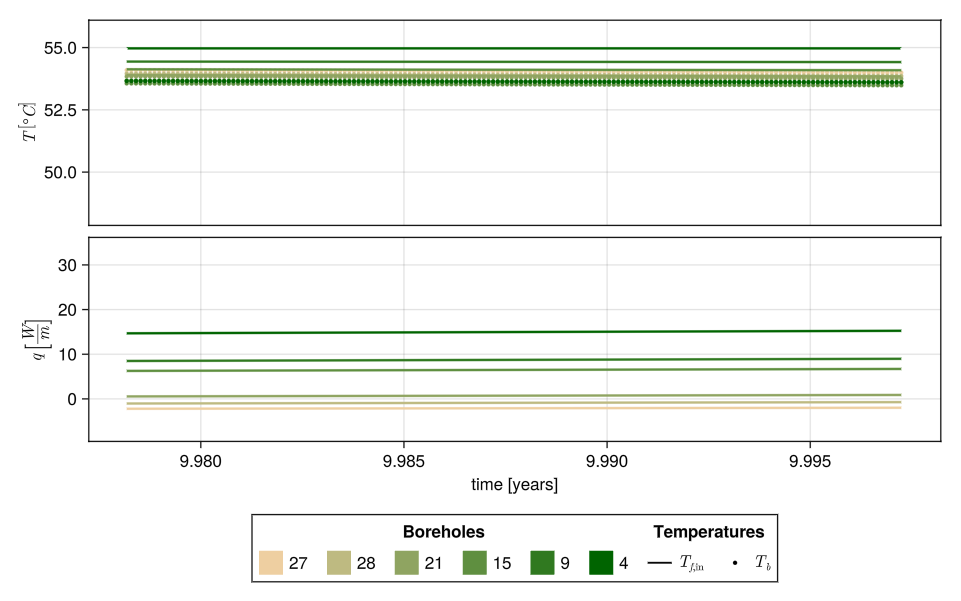 55.0
52.5
50.0
T [°C]
30
20
10
0
q [W/m]
9.980 9.985 9.990 9.995
time [years]
Boreholes Temperatures
27 28 21 15 9 4 T_f,in T_b